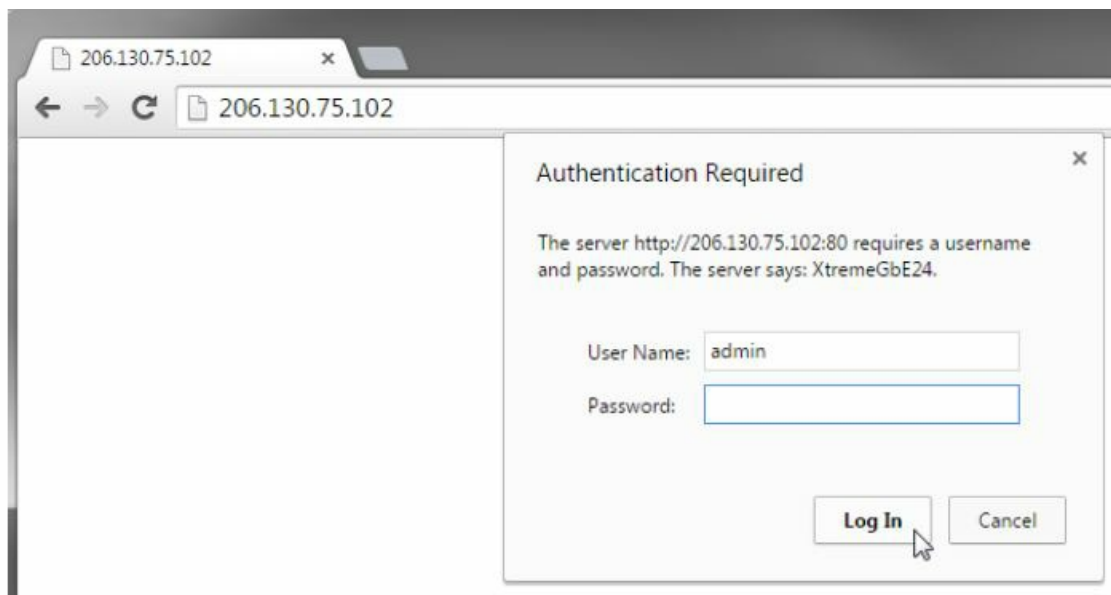 206.130.75.102
206.130.75.102
Authentication Required
The server http://206.130.75.102:80 requires a username
and password. The server says: XtremeGbE24.
User Name: admin
Password:
Log In Cancel